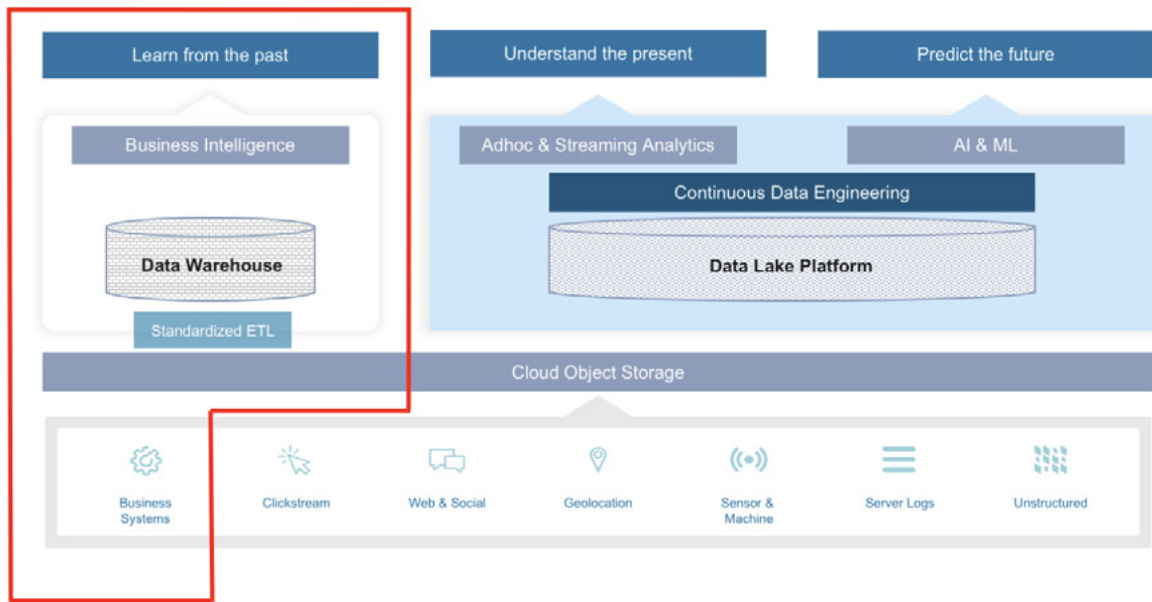 Learn from the past
Understand the present
Predict the future
Business Intelligence
Adhoc & Streaming Analytics
AI & ML
Continuous Data Engineering
Data Warehouse
Data Lake Platform
Standardized ETL
Cloud Object Storage
Business
Systems
Clickstream
Web & Social
Geolocation
Sensor &
Machine
Server Logs
Unstructured